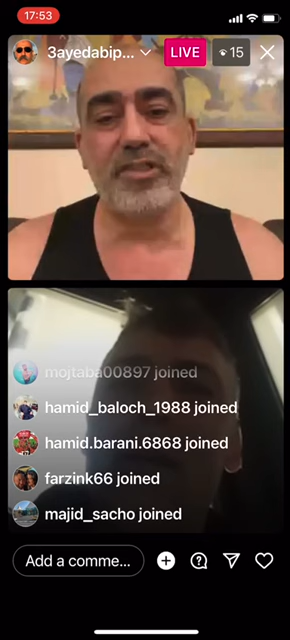 17:53
3ayedabip...
LIVE
15
mojtaba00897 joined
hamid_baloch_1988 joined
hamid.barani.6868 joined
farzink66 joined
majid_sacho joined
Add a comme...